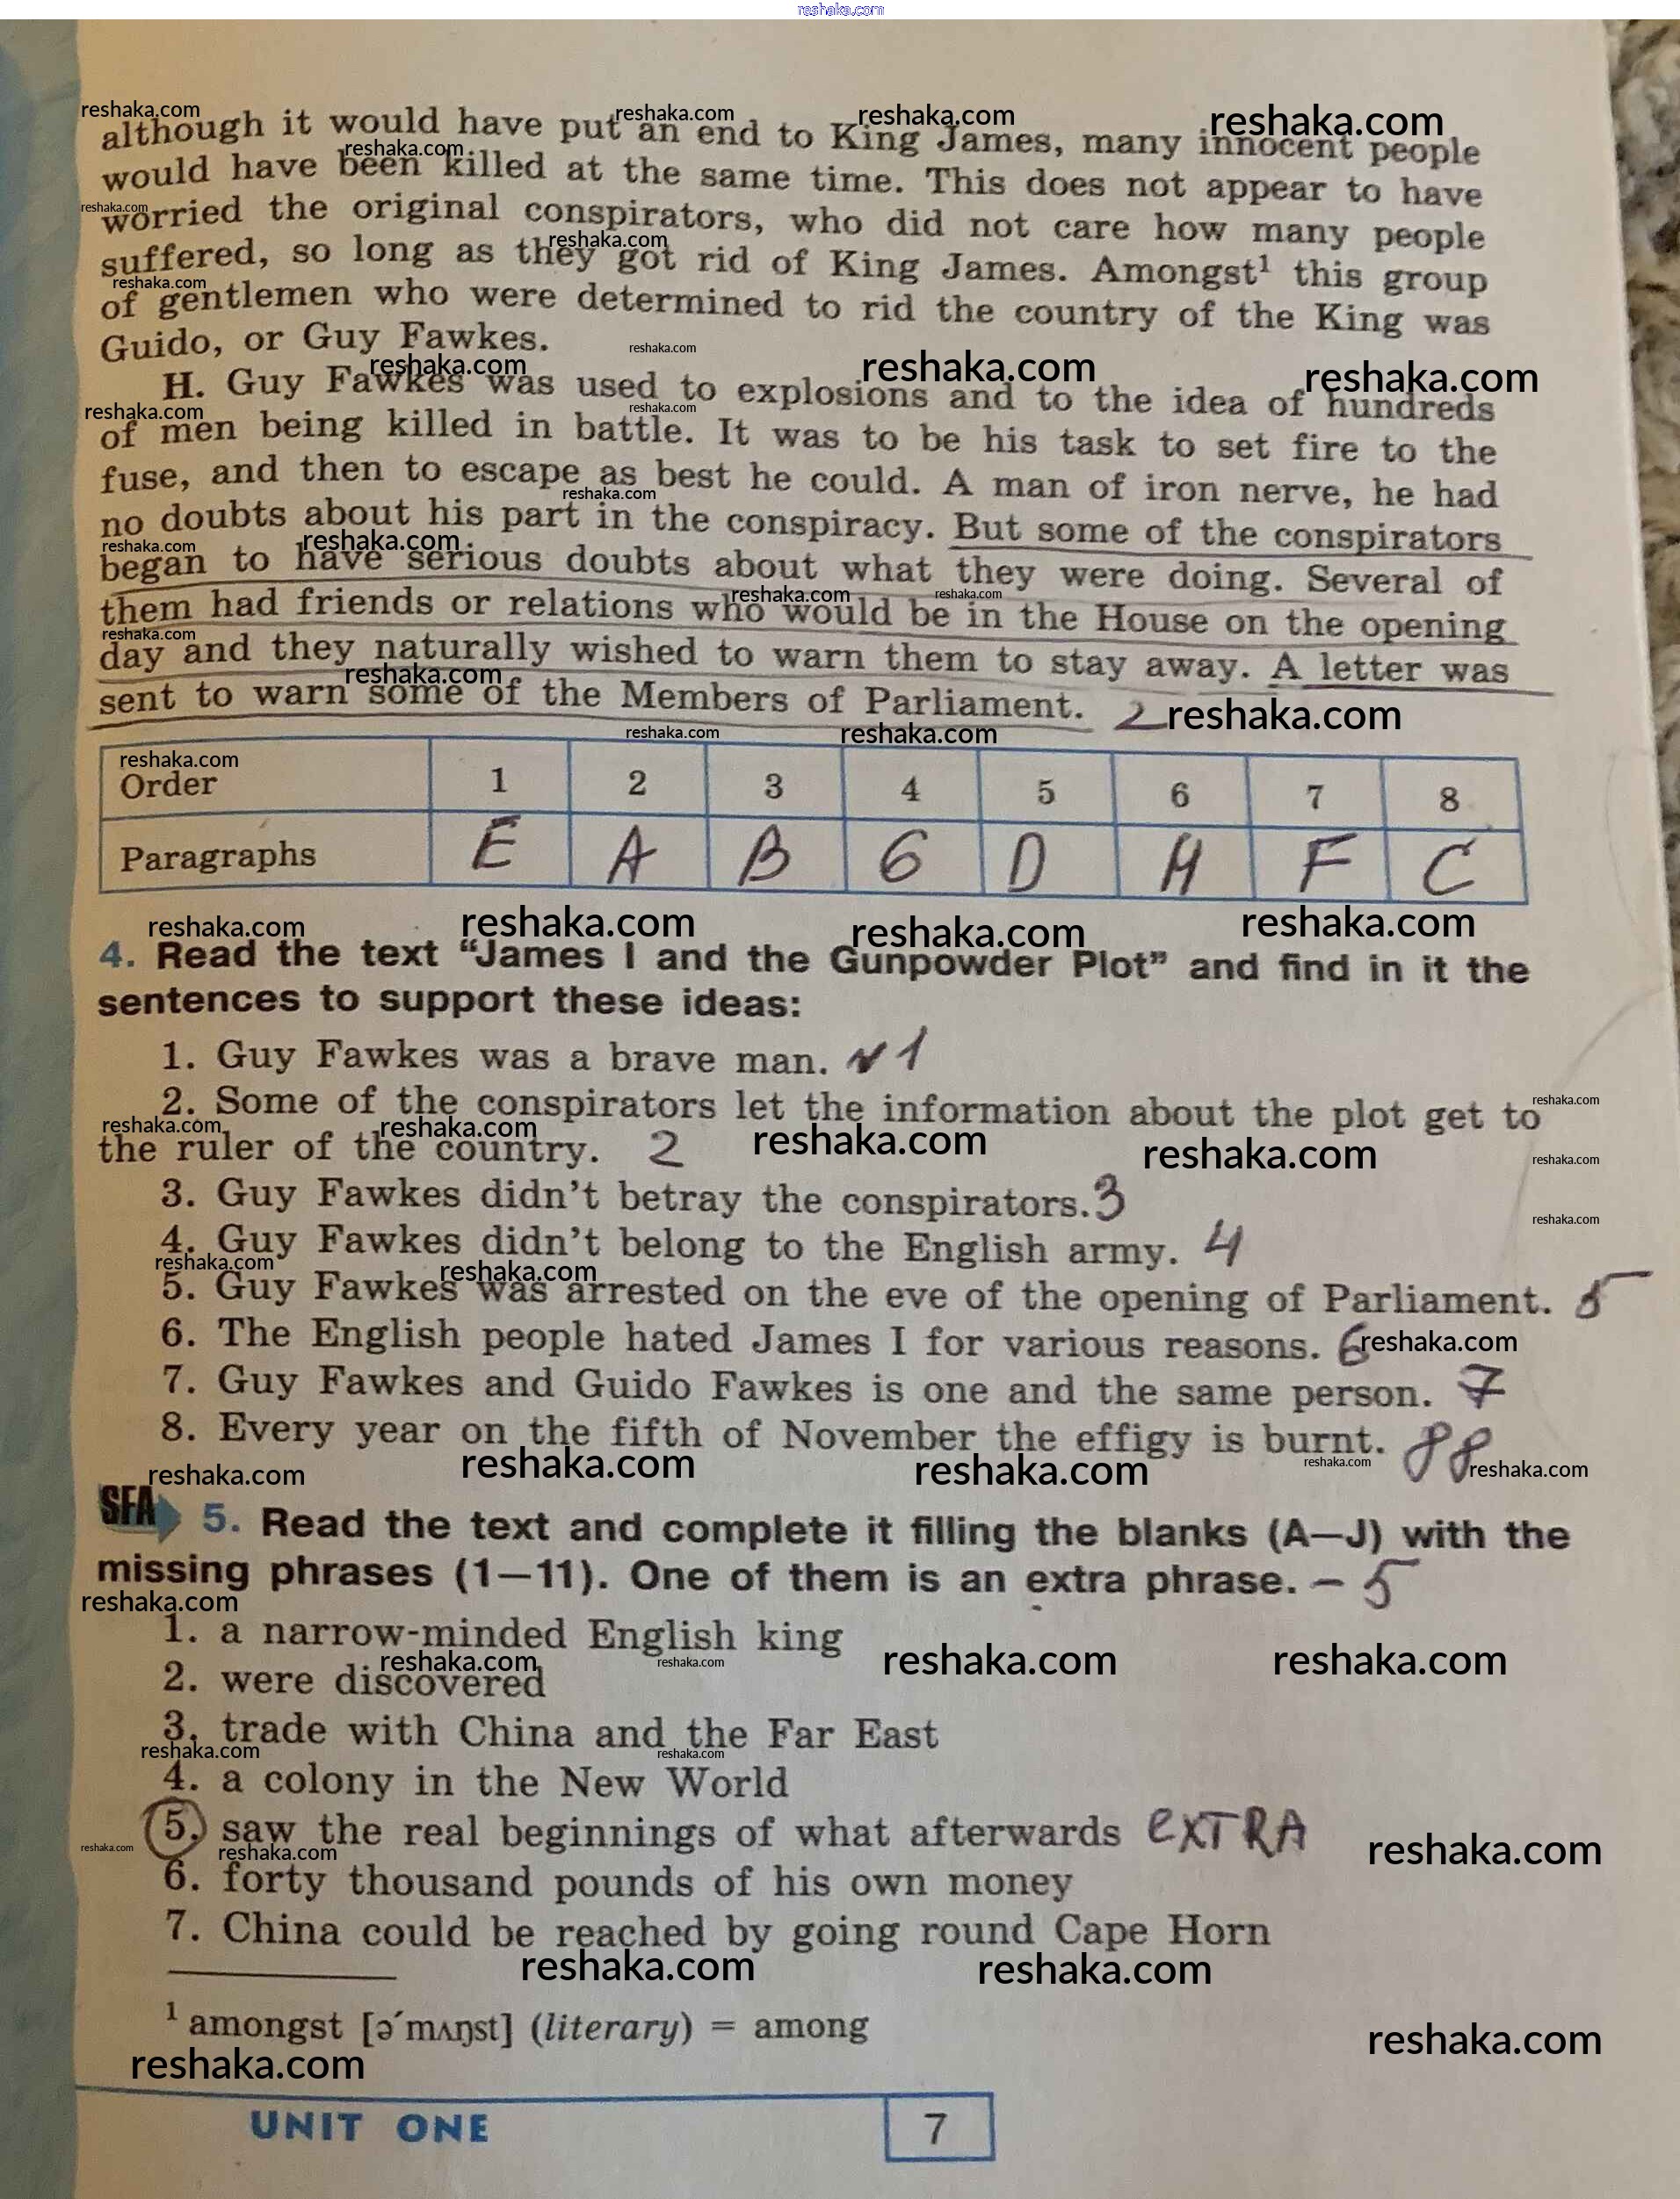 reshaka.com
although it would have put an end to King James, many innocent people
would have been killed at the same time. This does not appear to have
worried the original conspirators, who did not care how many people
suffered, so long as they got rid of King James. Amongst¹ this group
of gentlemen who were determined to rid the country of the King was
Guido, or Guy Fawkes.
H. Guy Fawkes was used to explosions and to the idea of hundreds
of men being killed in battle. It was to be his task to set fire to the
fuse, and then to escape as best he could. A man of iron nerve, he had
no doubts about his part in the conspiracy. But some of the conspirators
began to have serious doubts about what they were doing. Several of
them had friends or relations who would be in the House on the opening
day and they naturally wished to warn them to stay away. A letter was
sent to warn some of the Members of Parliament. 2
Order 1 2 3 4 5 6 7 8
Paragraphs E A B G D H F C
4. Read the text “James I and the Gunpowder Plot” and find in it the
sentences to support these ideas:
1. Guy Fawkes was a brave man. 1
2. Some of the conspirators let the information about the plot get to
the ruler of the country. 2
3. Guy Fawkes didn’t betray the conspirators. 3
4. Guy Fawkes didn’t belong to the English army. 4
5. Guy Fawkes was arrested on the eve of the opening of Parliament. 5
6. The English people hated James I for various reasons. 6
7. Guy Fawkes and Guido Fawkes is one and the same person. 7
8. Every year on the fifth of November the effigy is burnt. 88
SFA 5. Read the text and complete it filling the blanks (A—J) with the
missing phrases (1—11). One of them is an extra phrase. – 5
1. a narrow-minded English king
2. were discovered
3. trade with China and the Far East
4. a colony in the New World
5. saw the real beginnings of what afterwards EXTRA
6. forty thousand pounds of his own money
7. China could be reached by going round Cape Horn
¹ amongst [ə´mʌŋst] (literary) = among
UNIT ONE 7